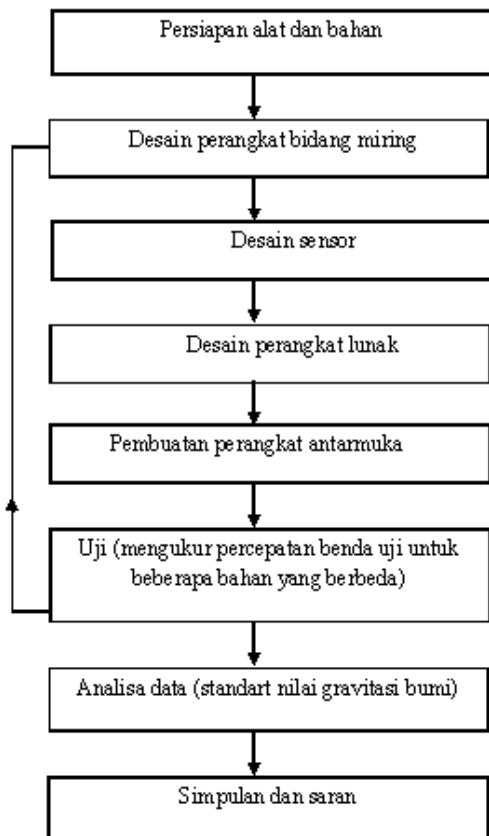 Persiapan alat dan bahan
Desain perangkat bidang miring
Desain sensor
Desain perangkat lunak
Pembuatan perangkat antarmuka
Uji (mengukur percepatan benda uji untuk
beberapa bahan yang berbeda)
Analisa data (standart nilai gravitasi bumi)
Simpulan dan saran